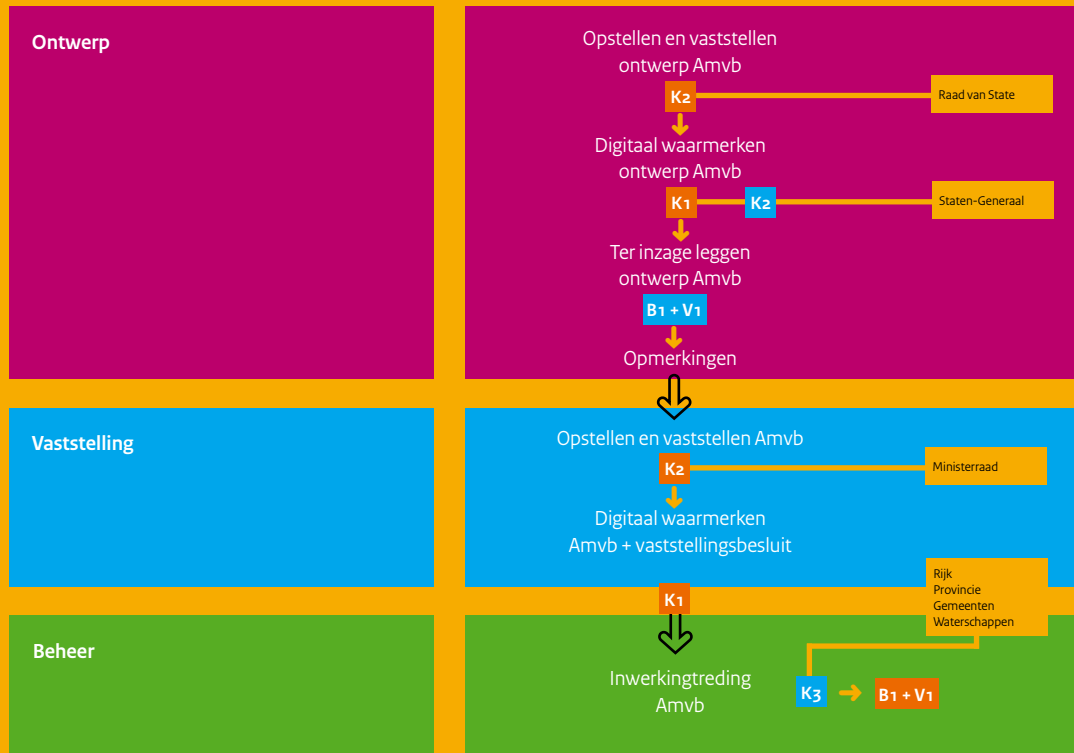 Ontwerp
Opstellen en vaststellen
ontwerp Amvb
K2
Raad van State
Digitaal waarmerken
ontwerp Amvb
K1
K2
Staten-Generaal
Ter inzage leggen
ontwerp Amvb
B1 + V1
Opmerkingen
Vaststelling
Opstellen en vaststellen Amvb
K2
Ministerraad
Digitaal waarmerken
Amvb + vaststellingsbesluit
K1
Rijk
Provincie
Gemeenten
Waterschappen
Beheer
Inwerkingtreding
Amvb
K3
B1 + V1